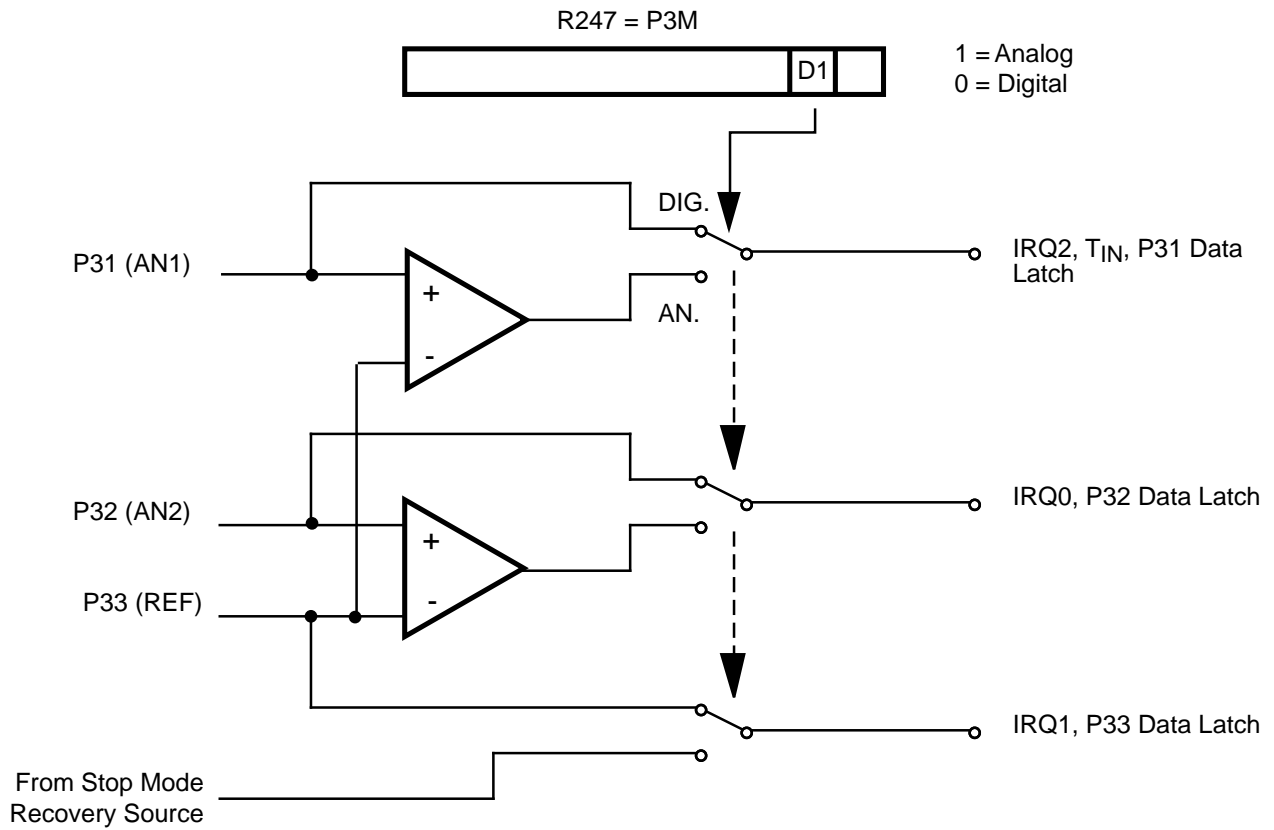 R247 = P3M
D1
1 = Analog
0 = Digital
DIG.
P31 (AN1)
+
-
AN.
IRQ2, TIN, P31 Data
Latch
P32 (AN2)
+
-
IRQ0, P32 Data Latch
P33 (REF)
IRQ1, P33 Data Latch
From Stop Mode
Recovery Source